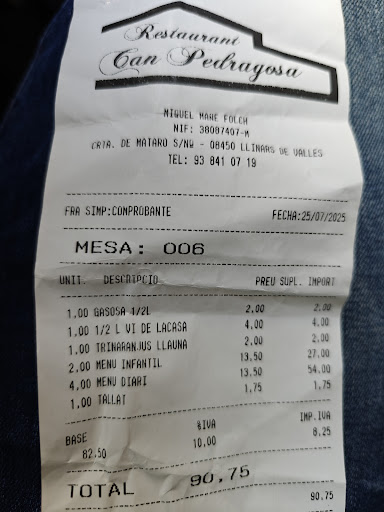 Restaurant
Can Pedragosa
MIQUEL MARE FOLCH
NIF: 38087407-M
CRTA. DE MATARO S/Nº - 08450 LLINARS DE VALLES
TEL: 93 841 07 19
FRA SIMP:COMPROBANTE FECHA:25/07/2025
MESA: 006
UNIT. DESCRIPCIO PREU SUPL. IMPORT
1.00 GASOSA 1/2L 2.00 2.00
1.00 1/2 L VI DE LACASA 4.00 4.00
1.00 TRINARANJUS LLAUNA 2.00 2.00
2.00 MENU INFANTIL 13.50 27.00
4.00 MENU DIARI 13.50 54.00
1.00 TALLAT 1.75 1.75
BASE %IVA IMP.IVA
82.50 10.00 8.25
TOTAL 90,75
90.75